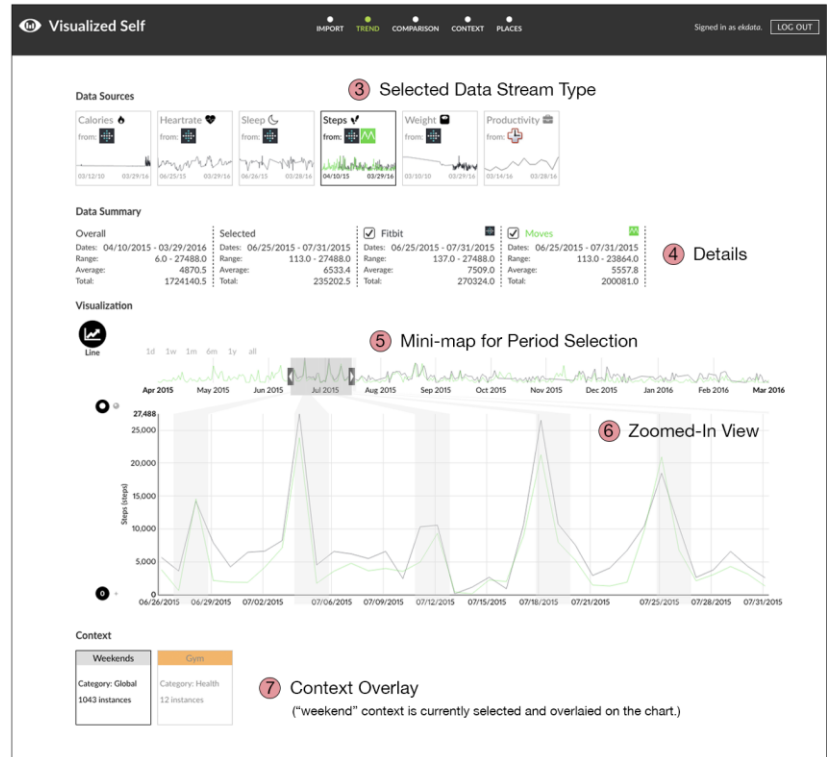 Visualized Self
IMPORT TREND COMPARISON CONTEXT PLACES
Signed in as ekdata. LOG OUT
3 Selected Data Stream Type
Data Sources
Calories Heartrate Sleep Steps Weight Productivity
from: from: from: from: from: from:
03/12/10 03/29/16 06/25/15 03/29/16 06/26/15 03/28/16 04/10/15 03/29/16 03/10/10 03/29/16 03/14/16 03/28/16
Data Summary
Overall Selected Fitbit Moves
Dates: 04/10/2015 - 03/29/2016 Dates: 06/25/2015 - 07/31/2015 Dates: 06/25/2015 - 07/31/2015 Dates: 06/25/2015 - 07/31/2015
Range: 6.0 - 27488.0 Range: 113.0 - 27488.0 Range: 137.0 - 27488.0 Range: 113.0 - 23864.0
Average: 4870.5 Average: 6533.4 Average: 7509.0 Average: 5557.8
Total: 1724140.5 Total: 235202.5 Total: 270324.0 Total: 200081.0
4 Details
Visualization
Line
5 Mini-map for Period Selection
1d 1w 1m 6m 1y all
Apr 2015 May 2015 Jun 2015 Jul 2015 Aug 2015 Sep 2015 Oct 2015 Nov 2015 Dec 2015 Jan 2016 Feb 2016 Mar 2016
6 Zoomed-In View
27,488
25,000
20,000
15,000
10,000
5,000
0
Steps (steps)
0
06/26/2015 06/29/2015 07/02/2015 07/06/2015 07/09/2015 07/12/2015 07/15/2015 07/18/2015 07/21/2015 07/25/2015 07/28/2015 07/31/2015
Context
Weekends Gym
Category: Global Category: Health
1043 instances 12 instances
7 Context Overlay
("weekend" context is currently selected and overlaied on the chart.)